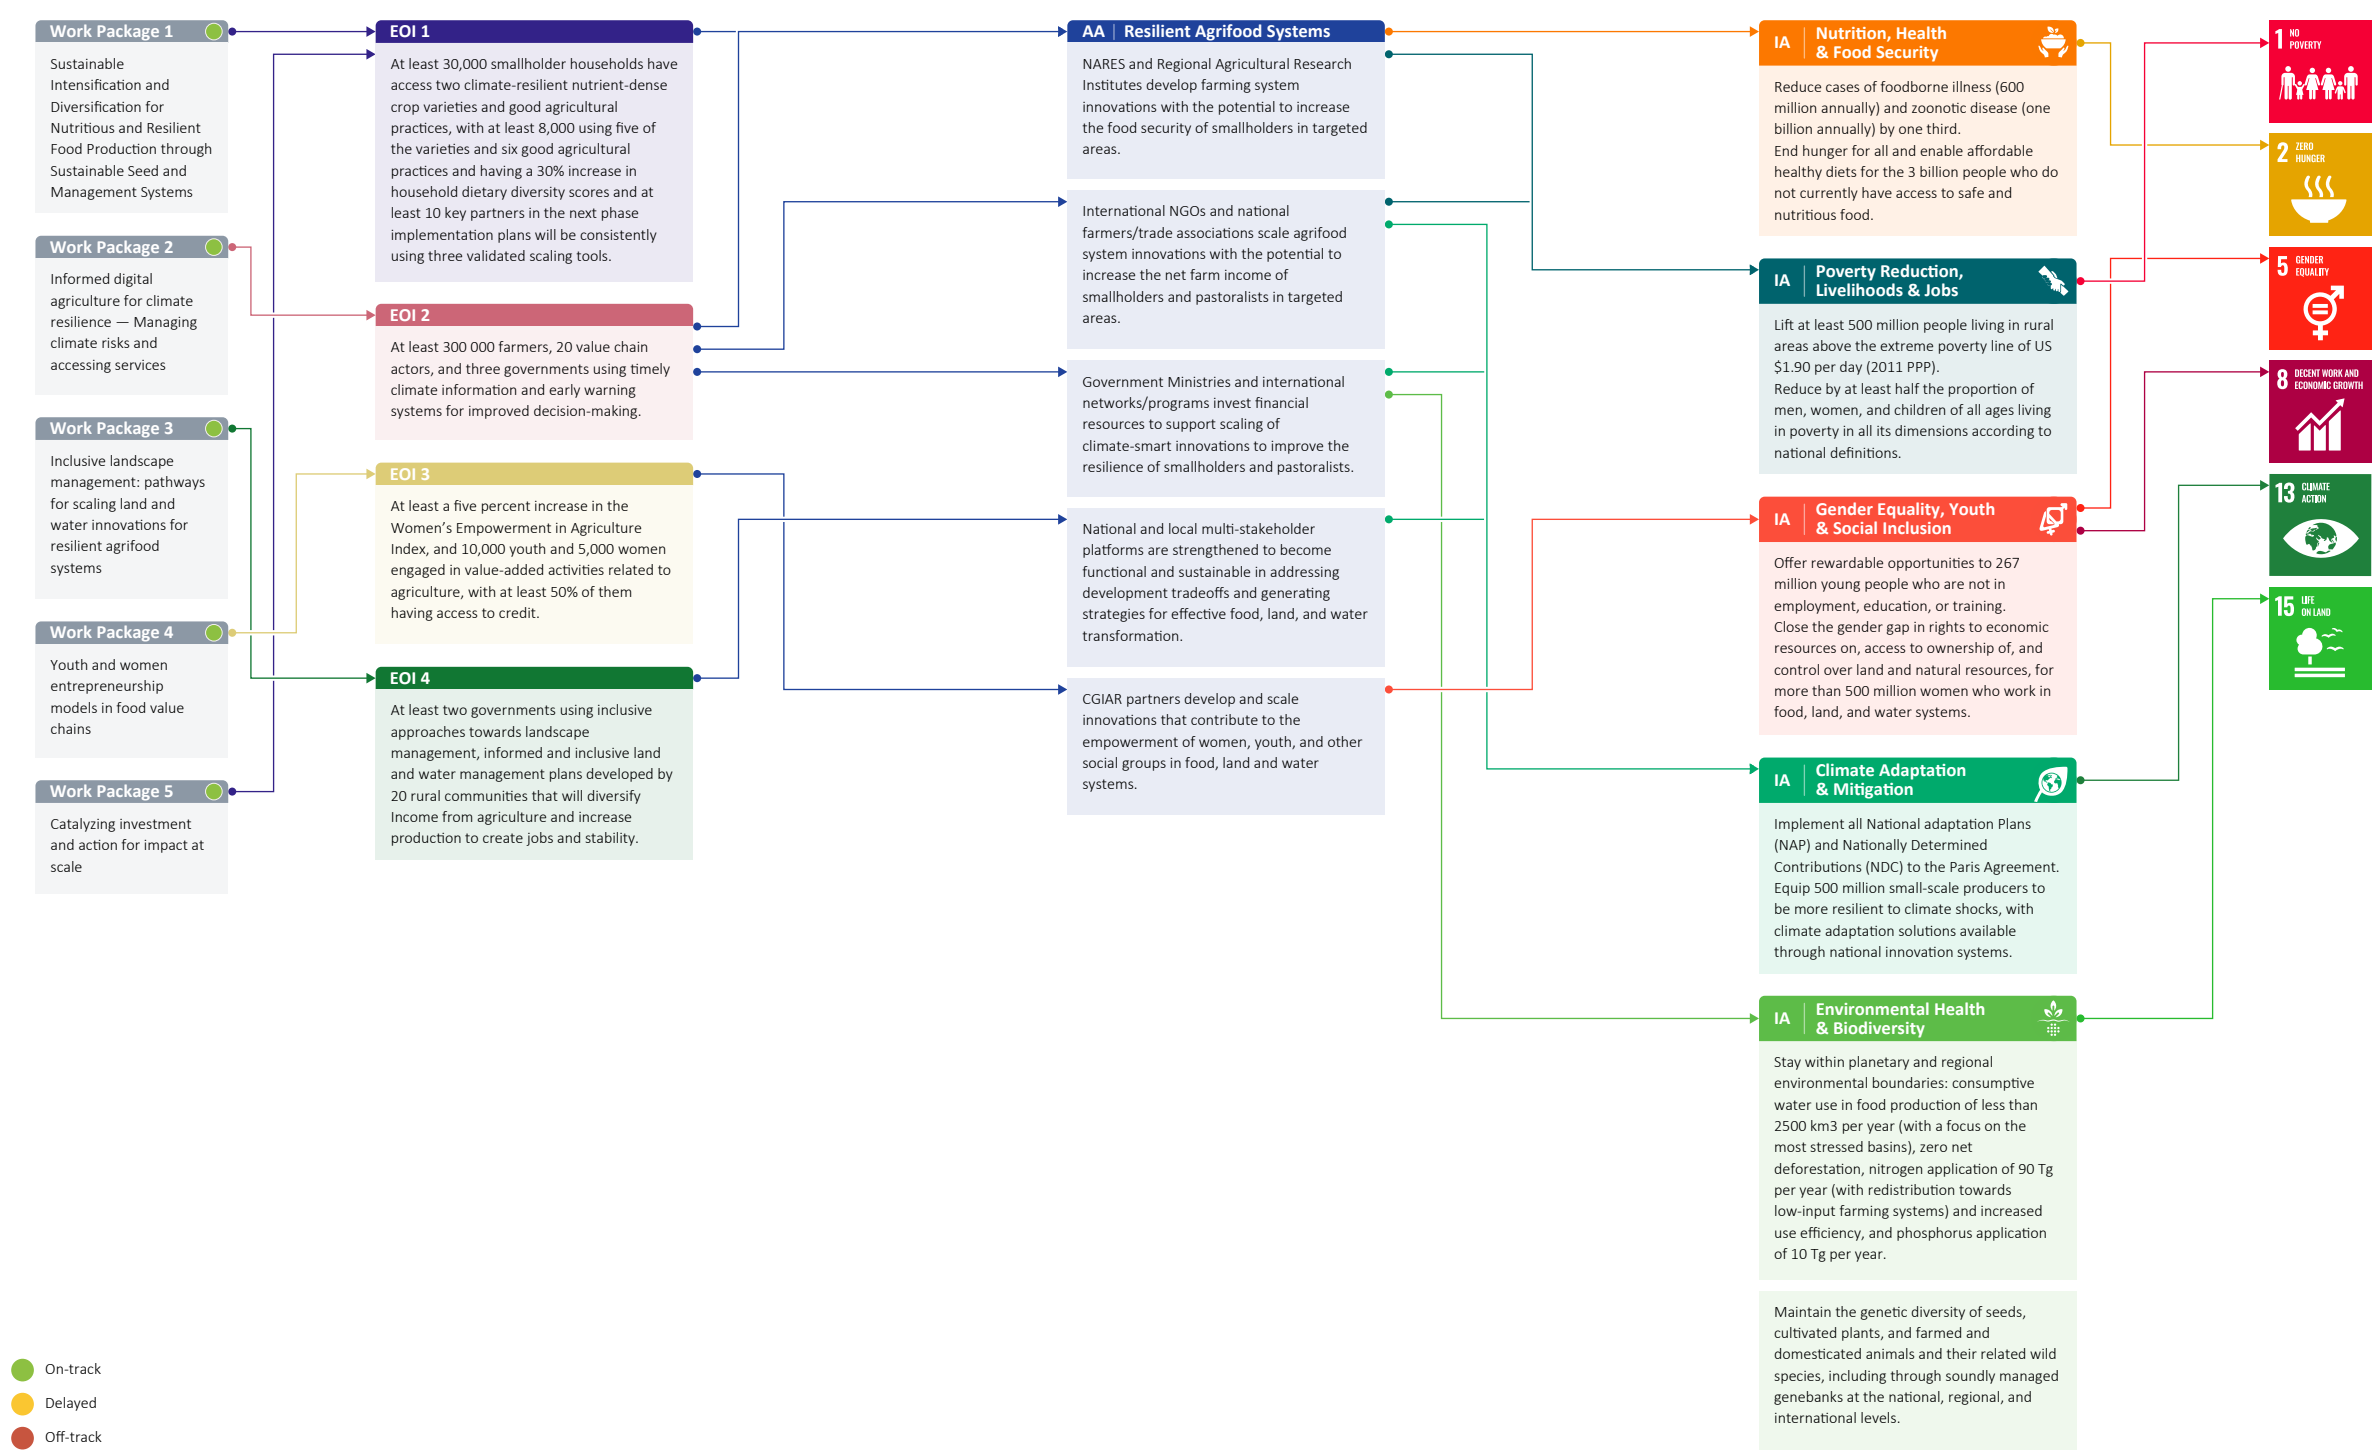 Work Package 1
Sustainable
Intensification and
Diversification for
Nutritious and Resilient
Food Production through
Sustainable Seed and
Management Systems
Work Package 2
Informed digital
agriculture for climate
resilience — Managing
climate risks and
accessing services
Work Package 3
Inclusive landscape
management: pathways
for scaling land and
water innovations for
resilient agrifood
systems
Work Package 4
Youth and women
entrepreneurship
models in food value
chains
Work Package 5
Catalyzing investment
and action for impact at
scale
EOI 1
At least 30,000 smallholder households have
access two climate-resilient nutrient-dense
crop varieties and good agricultural
practices, with at least 8,000 using five of
the varieties and six good agricultural
practices and having a 30% increase in
household dietary diversity scores and at
least 10 key partners in the next phase
implementation plans will be consistently
using three validated scaling tools.
EOI 2
At least 300 000 farmers, 20 value chain
actors, and three governments using timely
climate information and early warning
systems for improved decision-making.
EOI 3
At least a five percent increase in the
Women's Empowerment in Agriculture
Index, and 10,000 youth and 5,000 women
engaged in value-added activities related to
agriculture, with at least 50% of them
having access to credit.
EOI 4
At least two governments using inclusive
approaches towards landscape
management, informed and inclusive land
and water management plans developed by
20 rural communities that will diversify
Income from agriculture and increase
production to create jobs and stability.
AA | Resilient Agrifood Systems
NARES and Regional Agricultural Research
Institutes develop farming system
innovations with the potential to increase
the food security of smallholders in targeted
areas.
International NGOs and national
farmers/trade associations scale agrifood
system innovations with the potential to
increase the net farm income of
smallholders and pastoralists in targeted
areas.
Government Ministries and international
networks/programs invest financial
resources to support scaling of
climate-smart innovations to improve the
resilience of smallholders and pastoralists.
National and local multi-stakeholder
platforms are strengthened to become
functional and sustainable in addressing
development tradeoffs and generating
strategies for effective food, land, and water
transformation.
CGIAR partners develop and scale
innovations that contribute to the
empowerment of women, youth, and other
social groups in food, land and water
systems.
IA | Nutrition, Health
& Food Security
Reduce cases of foodborne illness (600
million annually) and zoonotic disease (one
billion annually) by one third.
End hunger for all and enable affordable
healthy diets for the 3 billion people who do
not currently have access to safe and
nutritious food.
IA | Poverty Reduction,
Livelihoods & Jobs
Lift at least 500 million people living in rural
areas above the extreme poverty line of US
$1.90 per day (2011 PPP).
Reduce by at least half the proportion of
men, women, and children of all ages living
in poverty in all its dimensions according to
national definitions.
IA | Gender Equality, Youth
& Social Inclusion
Offer rewardable opportunities to 267
million young people who are not in
employment, education, or training.
Close the gender gap in rights to economic
resources on, access to ownership of, and
control over land and natural resources, for
more than 500 million women who work in
food, land, and water systems.
IA | Climate Adaptation
& Mitigation
Implement all National adaptation Plans
(NAP) and Nationally Determined
Contributions (NDC) to the Paris Agreement.
Equip 500 million small-scale producers to
be more resilient to climate shocks, with
climate adaptation solutions available
through national innovation systems.
IA | Environmental Health
& Biodiversity
Stay within planetary and regional
environmental boundaries: consumptive
water use in food production of less than
2500 km3 per year (with a focus on the
most stressed basins), zero net
deforestation, nitrogen application of 90 Tg
per year (with redistribution towards
low-input farming systems) and increased
use efficiency, and phosphorus application
of 10 Tg per year.
Maintain the genetic diversity of seeds,
cultivated plants, and farmed and
domesticated animals and their related wild
species, including through soundly managed
genebanks at the national, regional, and
international levels.
1 NO
POVERTY
2 ZERO
HUNGER
5 GENDER
EQUALITY
8 DECENT WORK AND
ECONOMIC GROWTH
13 CLIMATE
ACTION
15 LIFE
ON LAND
On-track
Delayed
Off-track